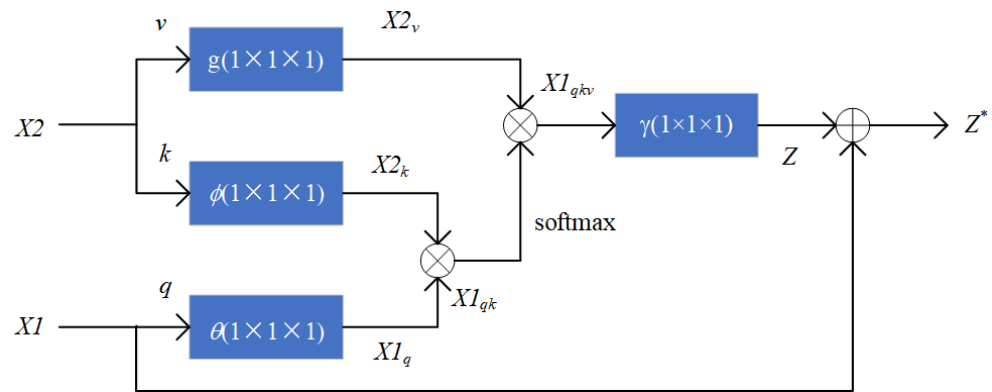 v
X2v
g(1×1×1)
X2
X1qkv
γ(1×1×1)
Z
Z*
k
X2k
ϕ(1×1×1)
softmax
q
X1qk
X1
θ(1×1×1)
X1q